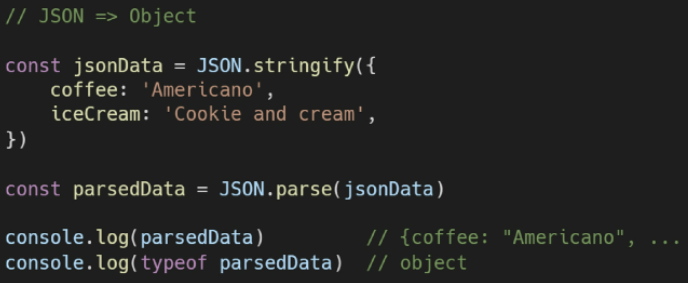 // JSON => Object
const jsonData = JSON.stringify({
    coffee: 'Americano',
    iceCream: 'Cookie and cream',
})
const parsedData = JSON.parse(jsonData)
console.log(parsedData)         // {coffee: "Americano", ...
console.log(typeof parsedData)  // object